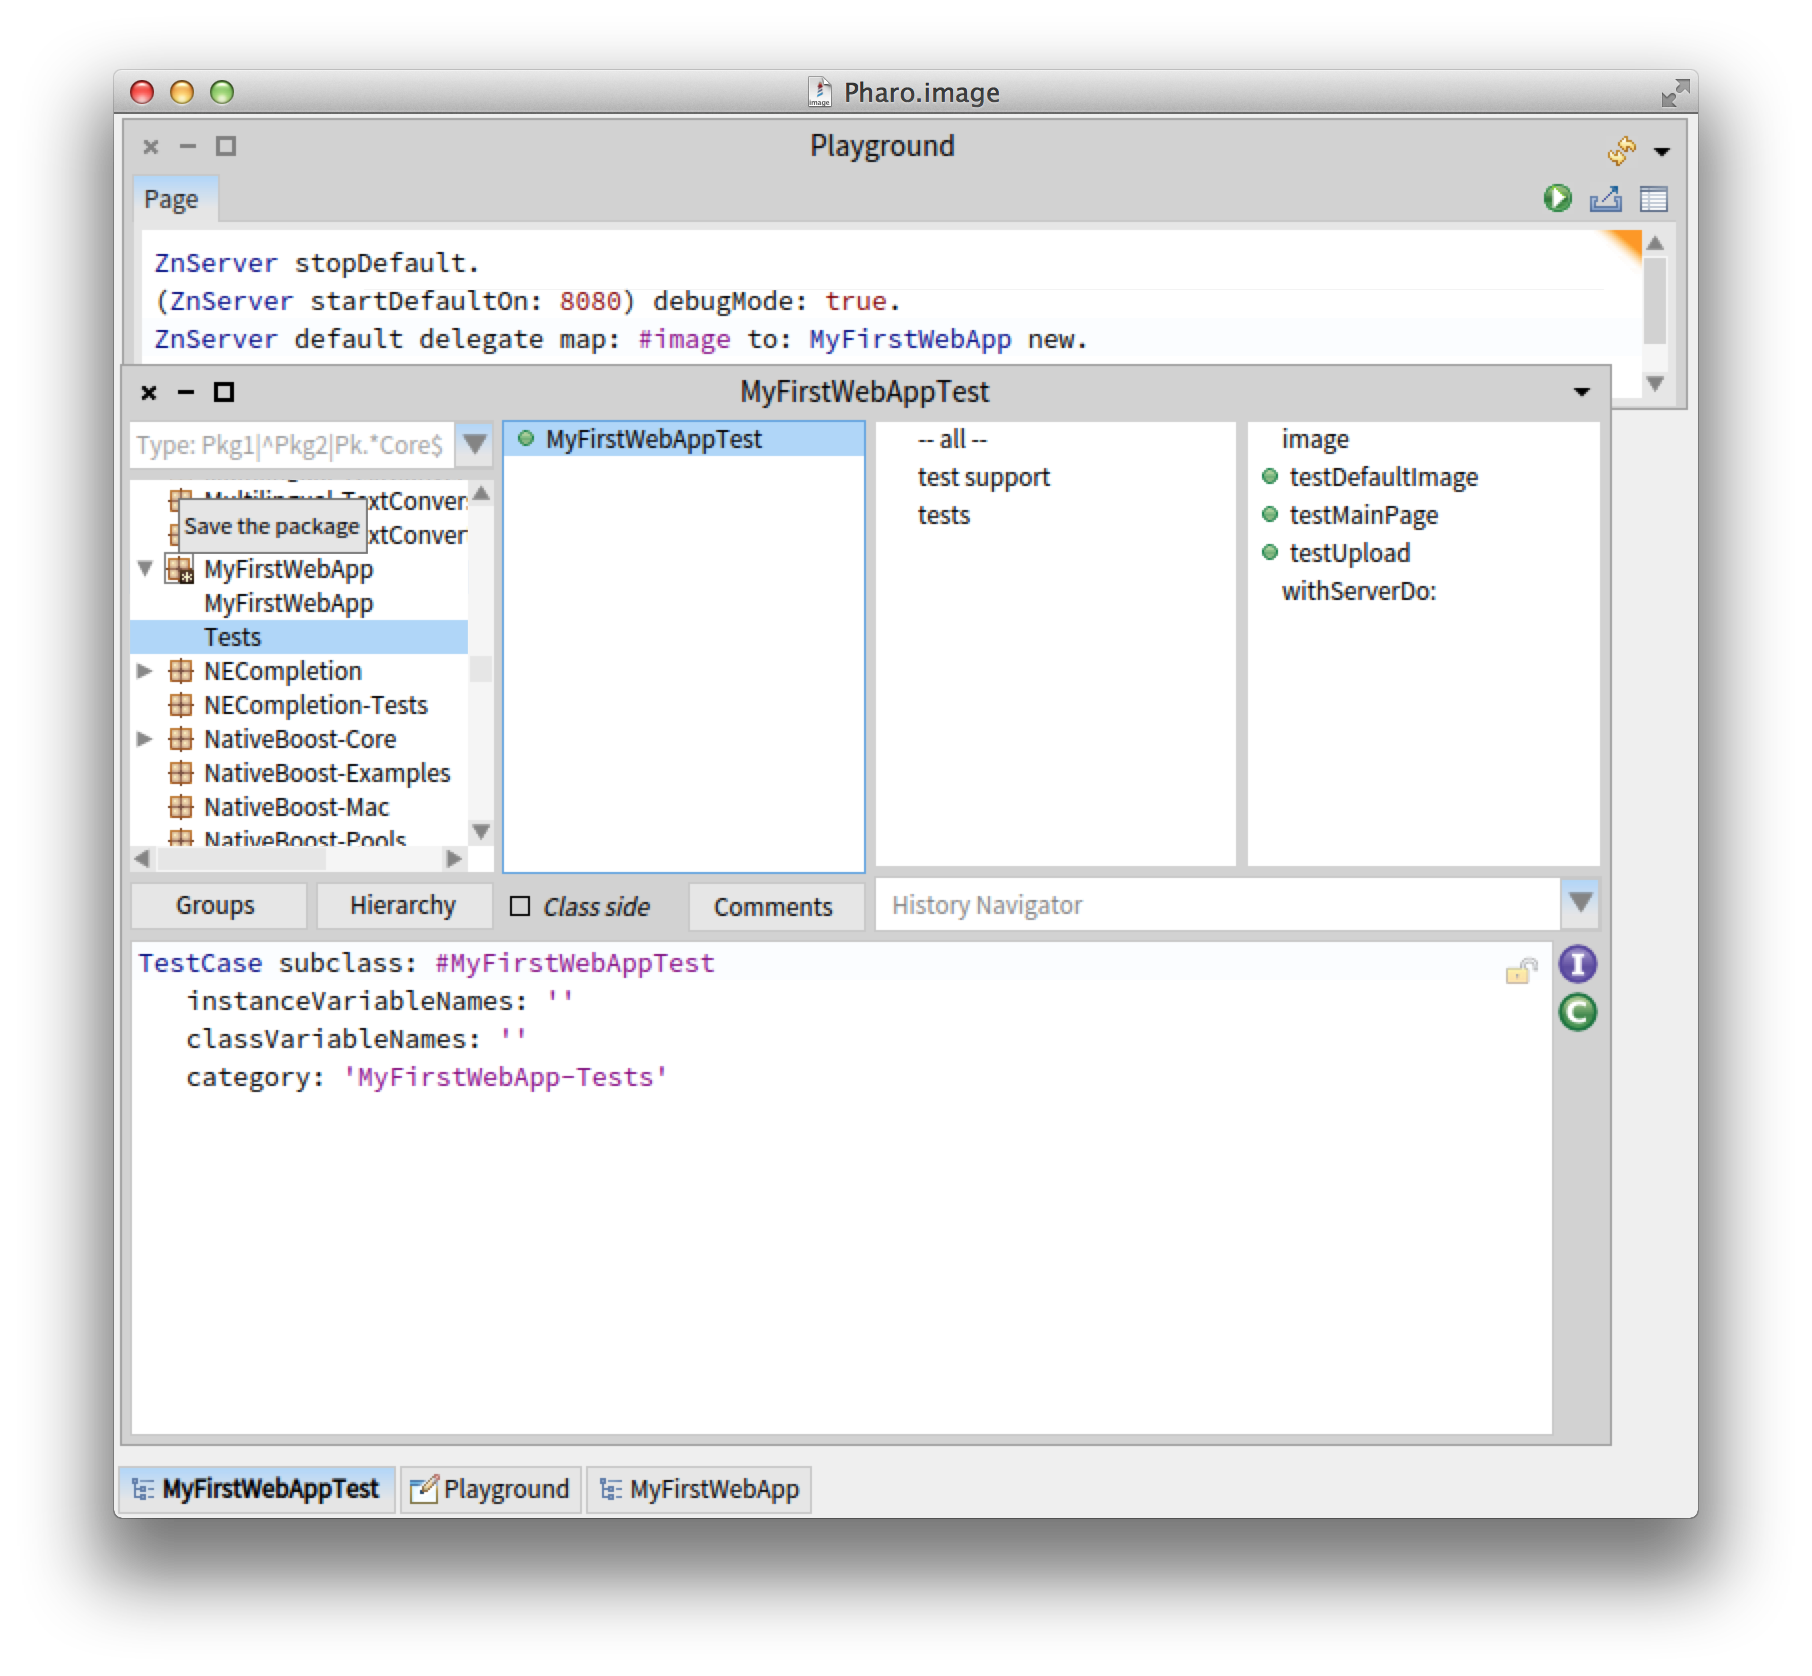 Pharo.image
Playground
Page
ZnServer stopDefault.
(ZnServer startDefaultOn: 8080) debugMode: true.
ZnServer default delegate map: #image to: MyFirstWebApp new.
MyFirstWebAppTest
Type: Pkg1|^Pkg2|Pk.*Core$
Multilingual-TextConver
Save the package
xtConver
MyFirstWebApp
MyFirstWebApp
Tests
NECompletion
NECompletion-Tests
NativeBoost-Core
NativeBoost-Examples
NativeBoost-Mac
NativeBoost-Pools
MyFirstWebAppTest
-- all --
test support
tests
image
testDefaultImage
testMainPage
testUpload
withServerDo:
Groups
Hierarchy
Class side
Comments
History Navigator
TestCase subclass: #MyFirstWebAppTest
instanceVariableNames: ''
classVariableNames: ''
category: 'MyFirstWebApp-Tests'
I
C
MyFirstWebAppTest
Playground
MyFirstWebApp